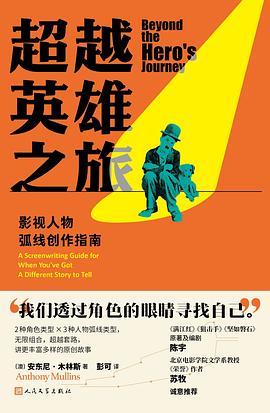 超越
英雄
之旅
Beyond
the
Hero's
Journey
影视人物
弧线创作指南
A Screenwriting Guide for
When You've Got
A Different Story to Tell
“我们透过角色的眼睛寻找自己。”
2种角色类型×3种人物弧线类型，
无限组合，超越套路，
讲更丰富多样的原创故事
《满江红》《狙击手》《坚如磐石》
原著及编剧
陈宇
北京电影学院文学系教授
《荣誉》作者
苏牧
诚意推荐
［澳］安东尼·木林斯 著 彭可 译
Anthony Mullins
人民文学出版社